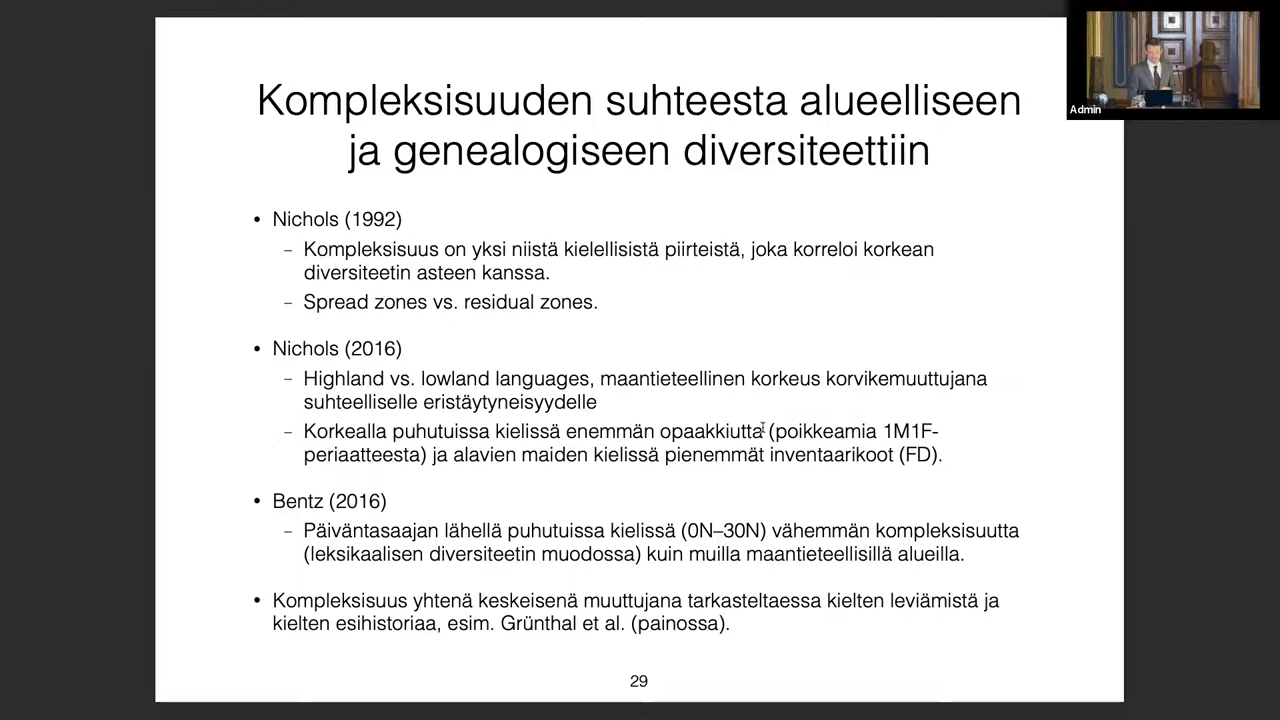 Kompleksisuuden suhteesta alueelliseen
ja genealogiseen diversiteettiin
Admin
• Nichols (1992)
– Kompleksisuus on yksi niistä kielellisistä piirteistä, joka korreloi korkean
diversiteetin asteen kanssa.
– Spread zones vs. residual zones.
• Nichols (2016)
– Highland vs. lowland languages, maantieteellinen korkeus korvikemuuttujana
suhteelliselle eristäytyneisyydelle
– Korkealla puhutuissa kielissä enemmän opaakkiutta (poikkeamia 1M1F-
periaatteesta) ja alavien maiden kielissä pienemmät inventaarikoot (FD).
• Bentz (2016)
– Päiväntasaajan lähellä puhutuissa kielissä (0N–30N) vähemmän kompleksisuutta
(leksikaalisen diversiteetin muodossa) kuin muilla maantieteellisillä alueilla.
• Kompleksisuus yhtenä keskeisenä muuttujana tarkasteltaessa kielten leviämistä ja
kielten esihistoriaa, esim. Grünthal et al. (painossa).
29